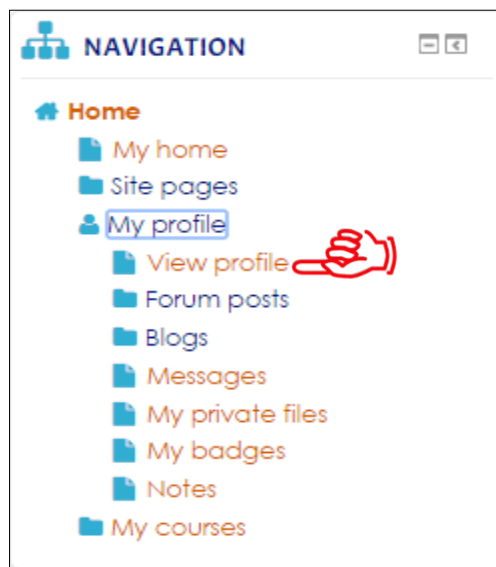 NAVIGATION
Home
My home
Site pages
My profile
View profile
Forum posts
Blogs
Messages
My private files
My badges
Notes
My courses